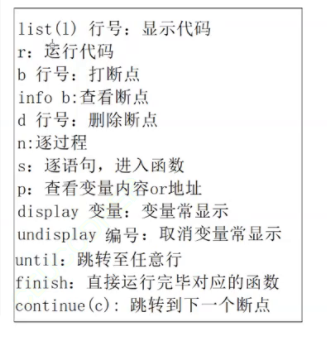 list(l) 行号：显示代码
r：运行代码
b 行号：打断点
info b:查看断点
d 行号：删除断点
n:逐过程
s：逐语句，进入函数
p：查看变量内容or地址
display 变量：变量常显示
undisplay 编号：取消变量常显示
until：跳转至任意行
finish：直接运行完毕对应的函数
continue(c)：跳转到下一个断点